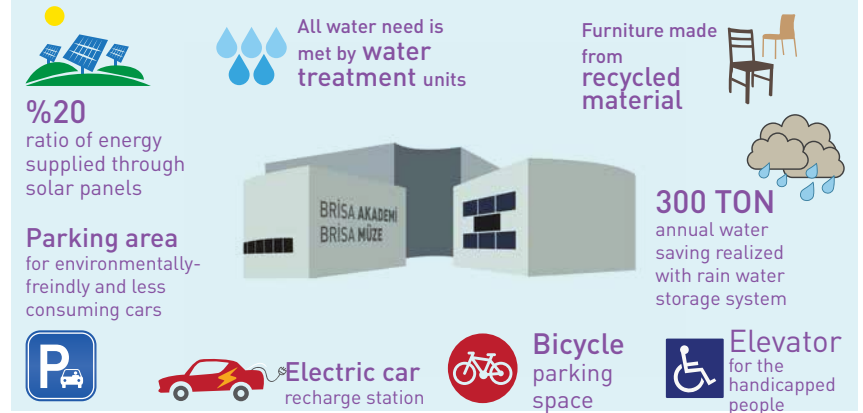 %20
ratio of energy
supplied through
solar panels
All water need is
met by water
treatment units
Furniture made
from
recycled
material
BRİSA AKADEMİ
BRİSA MÜZE
300 TON
annual water
saving realized
with rain water
storage system
Parking area
for environmentally-
freindly and less
consuming cars
P
Electric car
recharge station
Bicycle
parking
space
Elevator
for the
handicapped
people